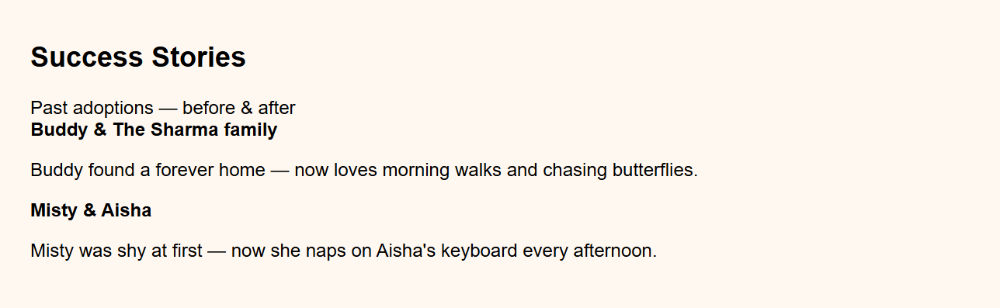 Success Stories
Past adoptions — before & after
Buddy & The Sharma family
Buddy found a forever home — now loves morning walks and chasing butterflies.
Misty & Aisha
Misty was shy at first — now she naps on Aisha's keyboard every afternoon.